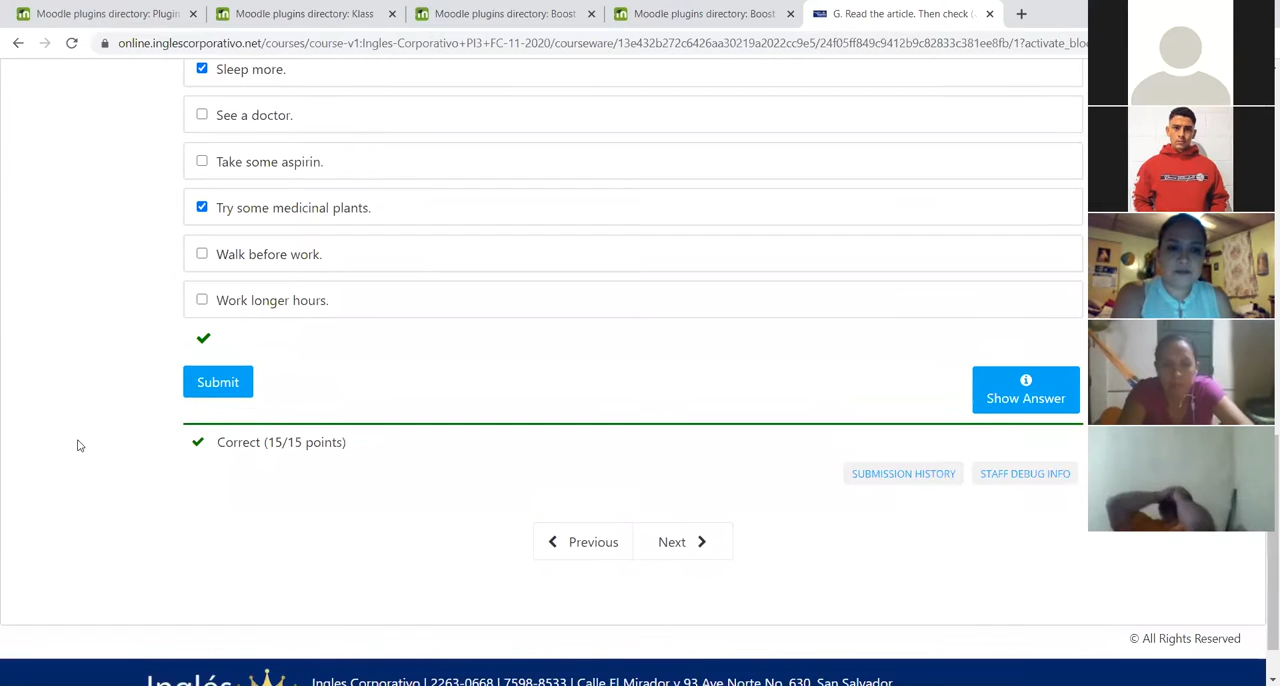 Moodle plugins directory: Plugin
Moodle plugins directory: Klass
Moodle plugins directory: Boost
Moodle plugins directory: Boost
G. Read the article. Then check (
online.inglescorporativo.net/courses/course-v1:Ingles-Corporativo+PI3+FC-11-2020/courseware/13e432b272c6426aa30219a2022cc9e5/24f05ff849c9412b9c82833c381ee8fb/1?activate_blo
Sleep more.
See a doctor.
Take some aspirin.
Try some medicinal plants.
Walk before work.
Work longer hours.
Submit
Show Answer
Correct (15/15 points)
SUBMISSION HISTORY
STAFF DEBUG INFO
Previous
Next
© All Rights Reserved
Inglés
Ingles Corporativo | 2263-0668 | 7598-8533 | Calle El Mirador y 93 Ave Norte No. 630, San Salvador